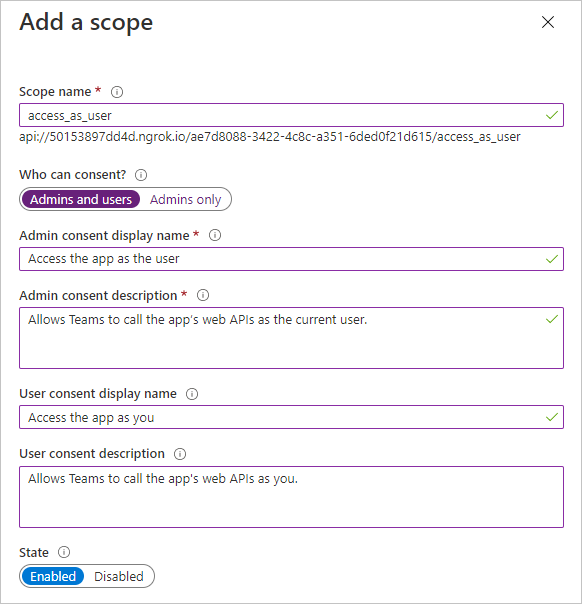 Add a scope
Scope name *
access_as_user
api://50153897dd4d.ngrok.io/ae7d8088-3422-4c8c-a351-6ded0f21d615/access_as_user
Who can consent?
Admins and users Admins only
Admin consent display name *
Access the app as the user
Admin consent description *
Allows Teams to call the app's web APIs as the current user.
User consent display name
Access the app as you
User consent description
Allows Teams to call the app's web APIs as you.
State
Enabled Disabled